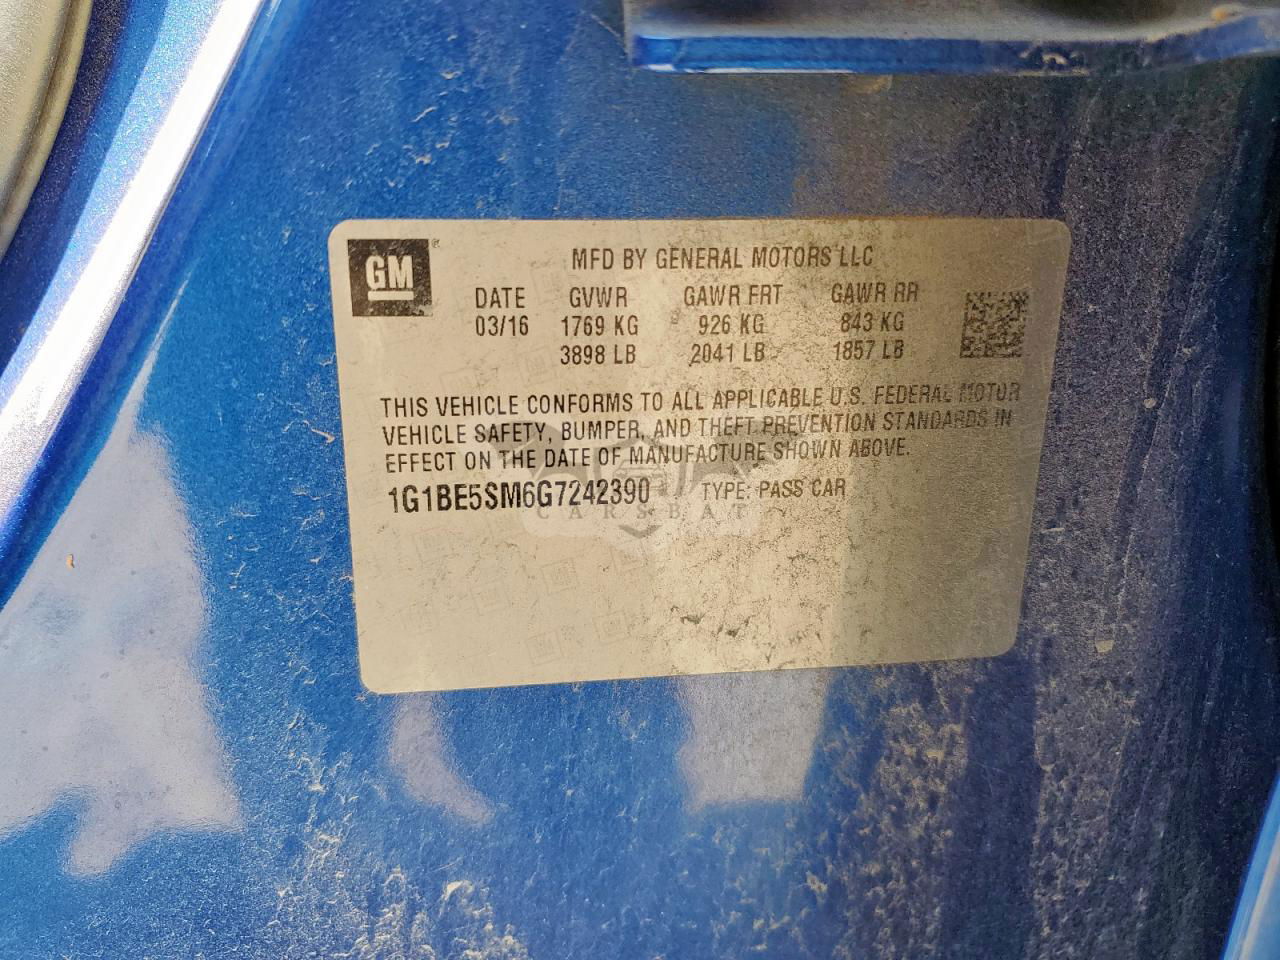 GM
MFD BY GENERAL MOTORS LLC
DATE GVWR GAWR FRT GAWR RR
03/16 1769 KG 926 KG 843 KG
3898 LB 2041 LB 1857 LB
THIS VEHICLE CONFORMS TO ALL APPLICABLE U.S. FEDERAL MOTOR
VEHICLE SAFETY, BUMPER, AND THEFT PREVENTION STANDARDS IN
EFFECT ON THE DATE OF MANUFACTURE SHOWN ABOVE.
1G1BE5SM6G7242390 TYPE: PASS CAR
CARSBAT